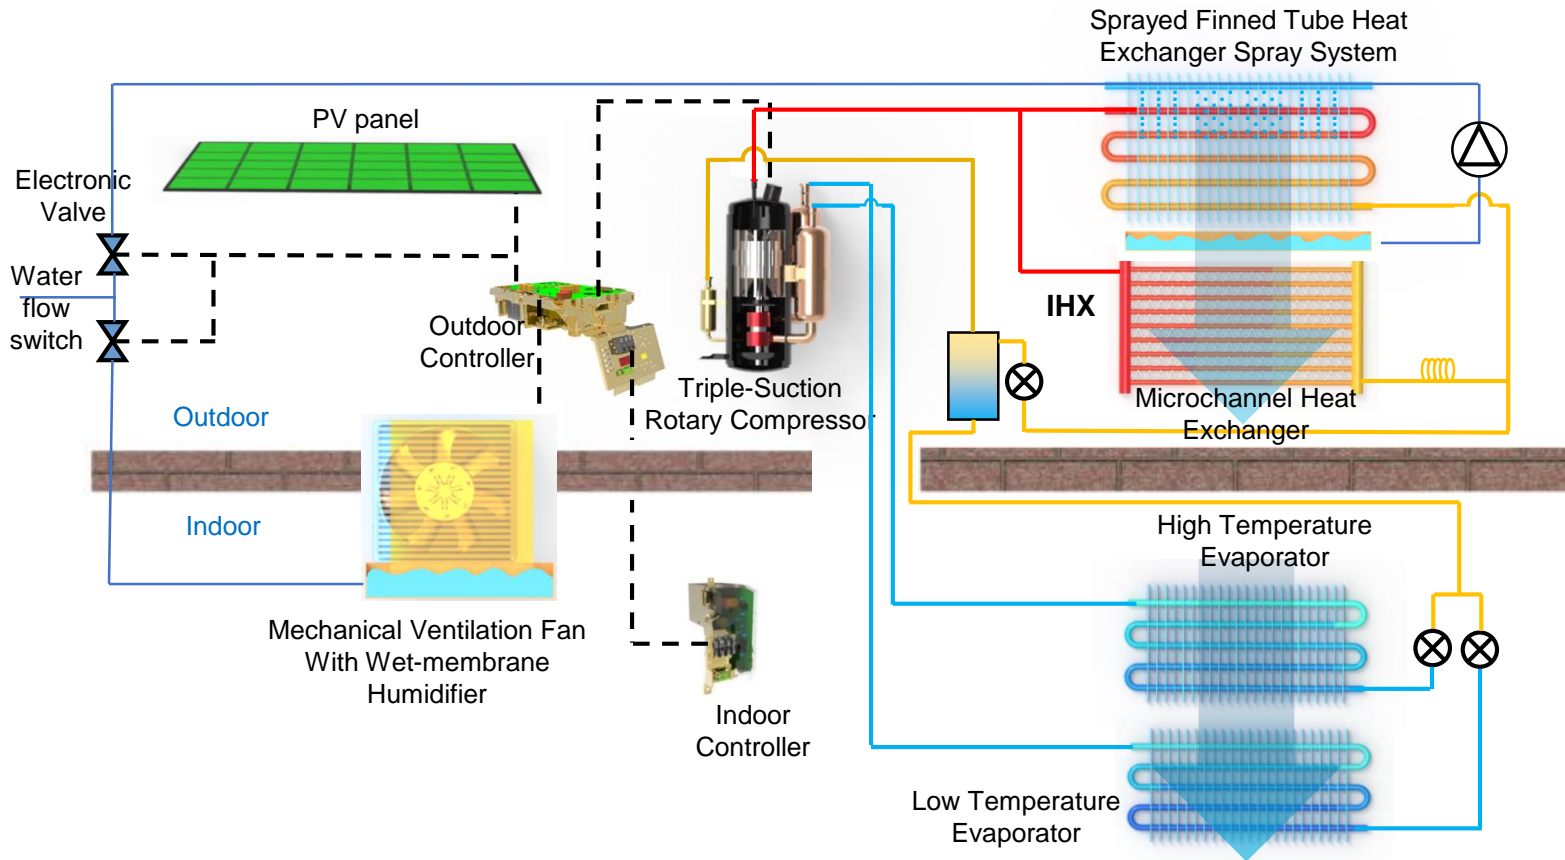 Sprayed Finned Tube Heat
Exchanger Spray System
PV panel
Electronic
Valve
Water
flow
switch
Outdoor
Controller
IHX
Triple-Suction
Rotary Compressor
Microchannel Heat
Exchanger
Outdoor
Indoor
High Temperature
Evaporator
Mechanical Ventilation Fan
With Wet-membrane
Humidifier
Indoor
Controller
Low Temperature
Evaporator